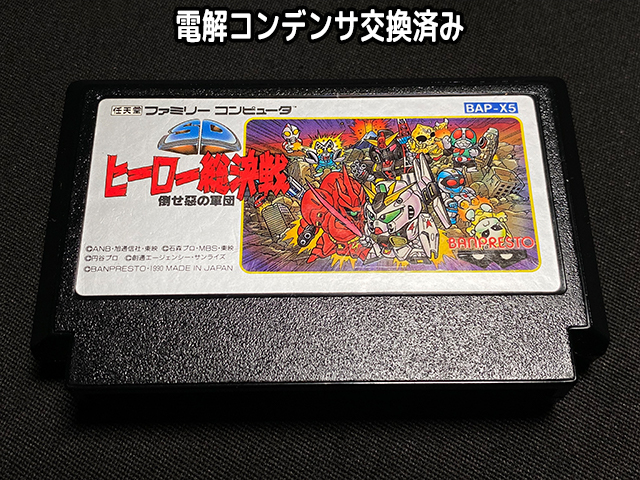 電解コンデンサ交換済み
任天堂 ファミリー コンピュータ
BAP-X5
SD
ヒーロー総決戦
倒せ悪の軍団
©ANB・旭通信社・東映 ©石森プロ・MBS・東映
©円谷プロ ©創通エージェンシー・サンライズ
©BANPRESTO・1990 MADE IN JAPAN
BANPRESTO